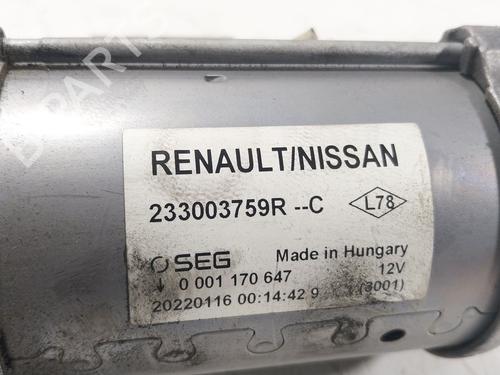 RENAULT/NISSAN
233003759R --C
L78
SEG
Made in Hungary
0 001 170 647
12V
20220116 00:14:42 9
(3001)